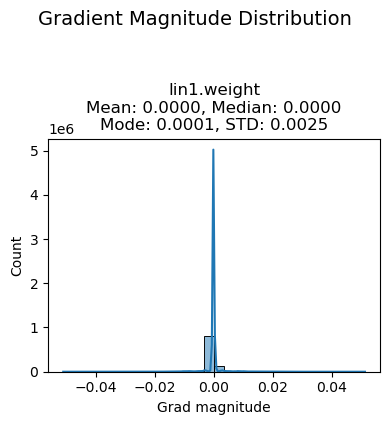 Gradient Magnitude Distribution
lin1.weight
Mean: 0.0000, Median: 0.0000
Mode: 0.0001, STD: 0.0025
1e6
5
4
3
2
1
0
Count
−0.04 −0.02 0.00 0.02 0.04
Grad magnitude